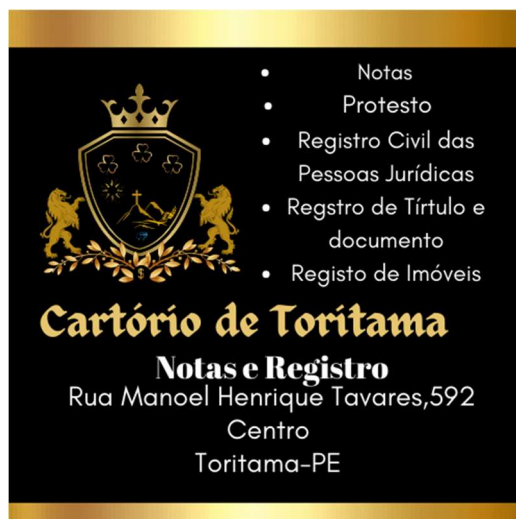 Notas
Protesto
Registro Civil das
Pessoas Jurídicas
Regstro de Tírtulo e
documento
Registo de Imóveis
$
Cartório de Toritama
Notas e Registro
Rua Manoel Henrique Tavares,592
Centro
Toritama-PE